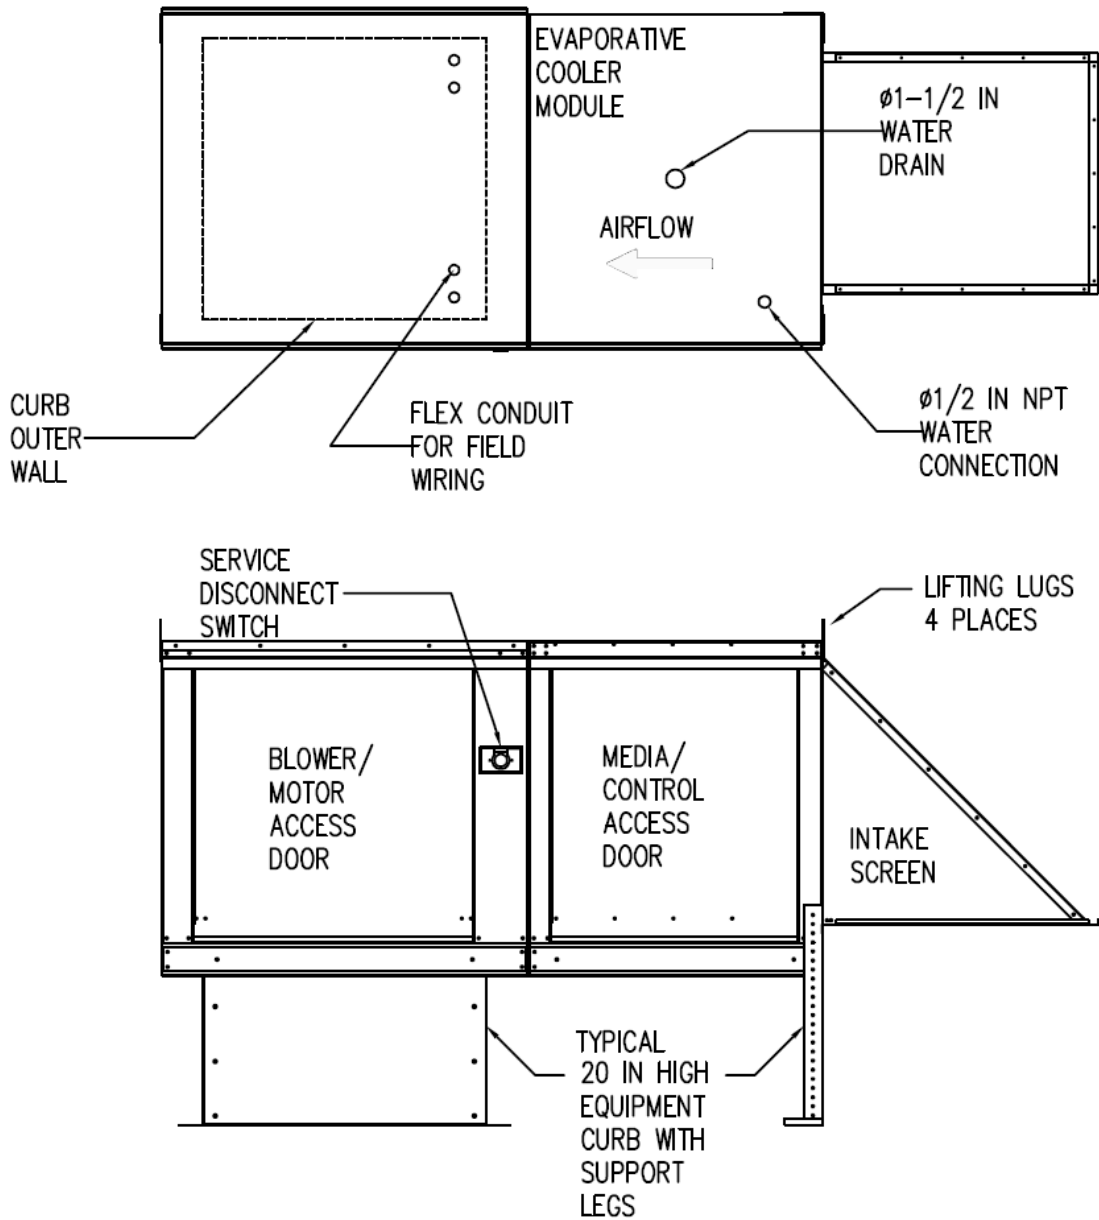 EVAPORATIVE
COOLER
MODULE
ø1-1/2 IN
WATER
DRAIN
AIRFLOW
CURB
OUTER
WALL
FLEX CONDUIT
FOR FIELD
WIRING
ø1/2 IN NPT
WATER
CONNECTION
SERVICE
DISCONNECT
SWITCH
LIFTING LUGS
4 PLACES
BLOWER/
MOTOR
ACCESS
DOOR
MEDIA/
CONTROL
ACCESS
DOOR
INTAKE
SCREEN
TYPICAL
20 IN HIGH
EQUIPMENT
CURB WITH
SUPPORT
LEGS